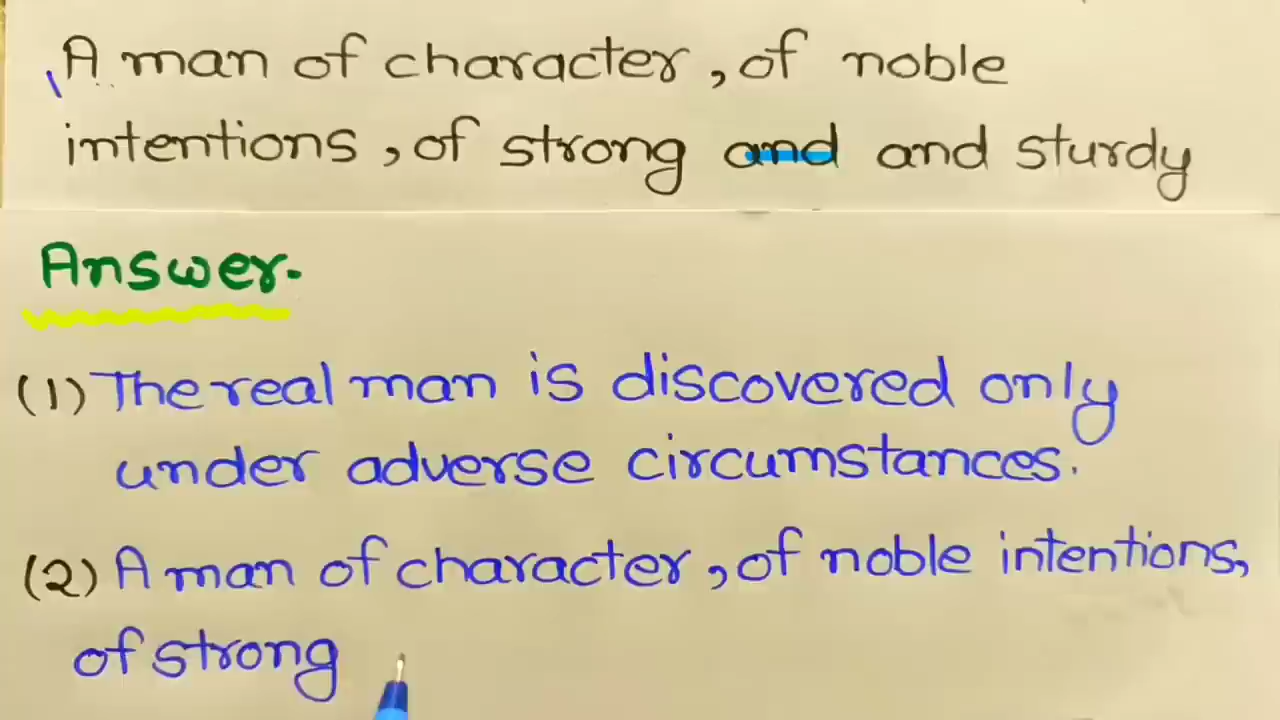 A man of character, of noble
intentions, of strong and and sturdy
Answer.
(1) The real man is discovered only
under adverse circumstances.
(2) A man of character, of noble intentions,
of strong